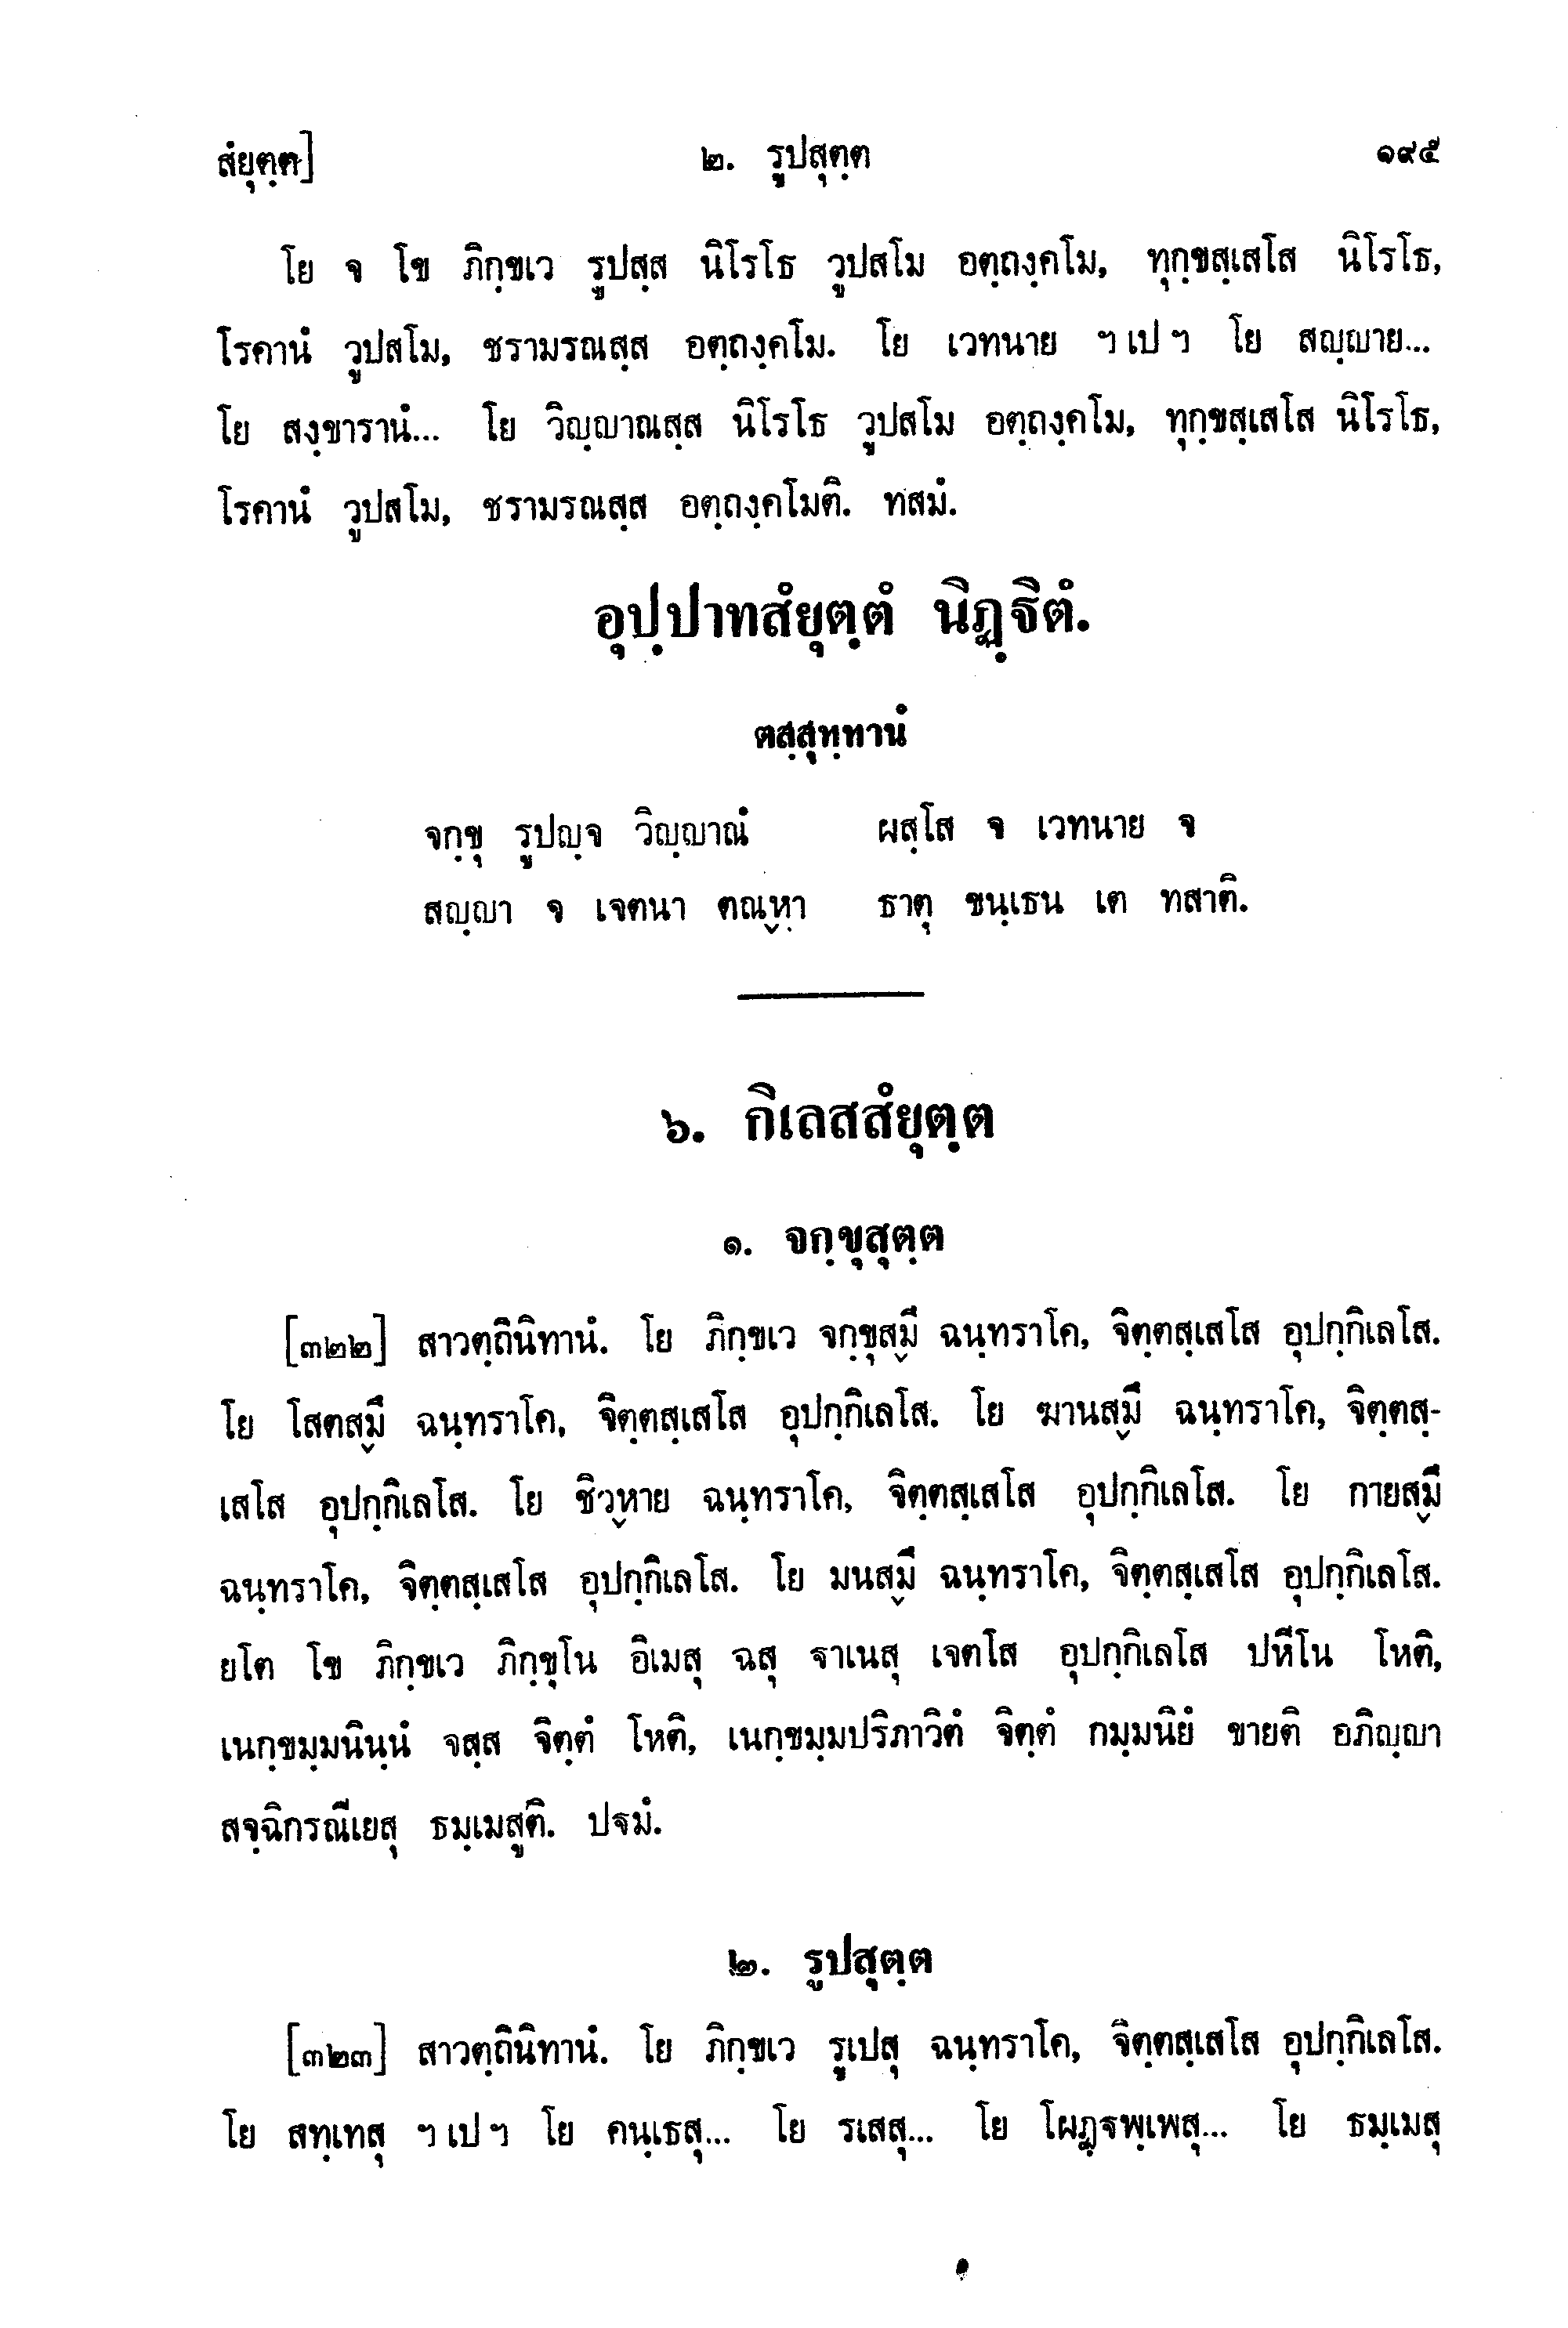 สํยุตฺต]
๒. รูปสุตฺต
๑๙๕
โย จ โข ภิกฺขเว รูปสฺส นิโรโธ วูปสโม อตฺถงฺคโม, ทุกฺขสฺเสโส นิโรโธ,
โรคานํ วูปสโม, ชรามรณสฺส อตฺถงฺคโม. โย เวทนาย ฯ เป ฯ โย สญฺญาย...
โย สงฺขารานํ... โย วิญฺญาณสฺส นิโรโธ วูปสโม อตฺถงฺคโม, ทุกฺขสฺเสโส นิโรโธ,
โรคานํ วูปสโม, ชรามรณสฺส อตฺถงฺคโมติ. ทสมํ.
อุปฺปาทสํยุตฺตํ นิฏฺฐิตํ.
ตสฺสุทฺทานํ
จกฺขุ รูปญฺจ วิญฺญาณํ ผสฺโส จ เวทนาย จ
สญฺญา จ เจตนา ตณฺหา ธาตุ ขนฺเธน เต ทสาติ.
๖. กิเลสสํยุตฺต
๑. จกฺขุสุตฺต
[๓๒๒] สาวตฺถีนิทานํ. โย ภิกฺขเว จกฺขุสฺมึ ฉนฺทราโค, จิตฺตสฺเสโส อุปกฺกิเลโส.
โย โสตสฺมึ ฉนฺทราโค, จิตฺตสฺเสโส อุปกฺกิเลโส. โย ฆานสฺมึ ฉนฺทราโค, จิตฺตสฺ-
เสโส อุปกฺกิเลโส. โย ชิวฺหาย ฉนฺทราโค, จิตฺตสฺเสโส อุปกฺกิเลโส. โย กายสฺมึ
ฉนฺทราโค, จิตฺตสฺเสโส อุปกฺกิเลโส. โย มนสฺมึ ฉนฺทราโค, จิตฺตสฺเสโส อุปกฺกิเลโส.
ยโต โข ภิกฺขเว ภิกฺขุโน อิเมสุ ฉสุ ฐาเนสุ เจตโส อุปกฺกิเลโส ปหีโน โหติ,
เนกฺขมฺมนินฺนํ จสฺส จิตฺตํ โหติ, เนกฺขมฺมปริภาวิตํ จิตฺตํ กมฺมนิยํ ขายติ อภิญฺญา
สจฺฉิกรณีเยสุ ธมฺเมสูติ. ปฐมํ.
๒. รูปสุตฺต
[๓๒๓] สาวตฺถีนิทานํ. โย ภิกฺขเว รูเปสุ ฉนฺทราโค, จิตฺตสฺเสโส อุปกฺกิเลโส.
โย สทฺเทสุ ฯ เป ฯ โย คนฺเธสุ... โย รเสสุ... โย โผฏฺฐพฺเพสุ... โย ธมฺเมสุ